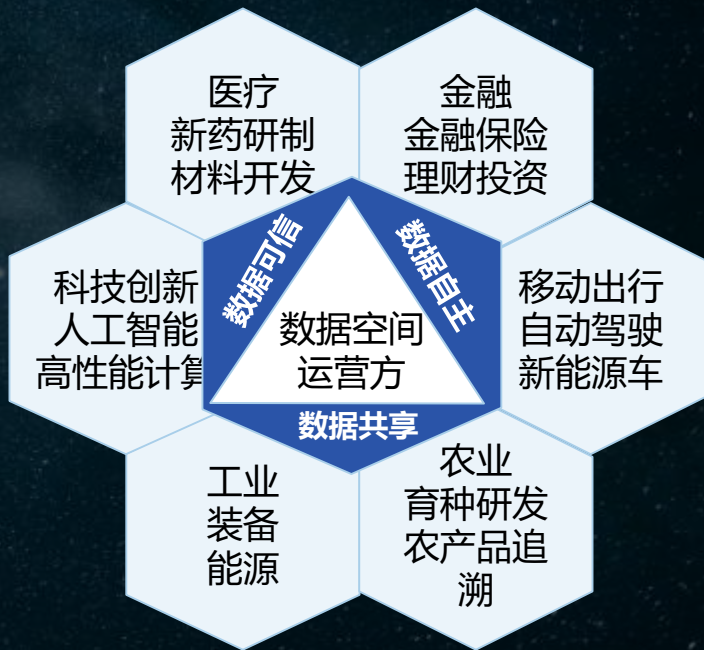 医疗
新药研制
材料开发
金融
金融保险
理财投资
数据可信
数据自主
科技创新
人工智能
高性能计算
数据空间
运营方
移动出行
自动驾驶
新能源车
数据共享
工业
装备
能源
农业
育种研发
农产品追
溯